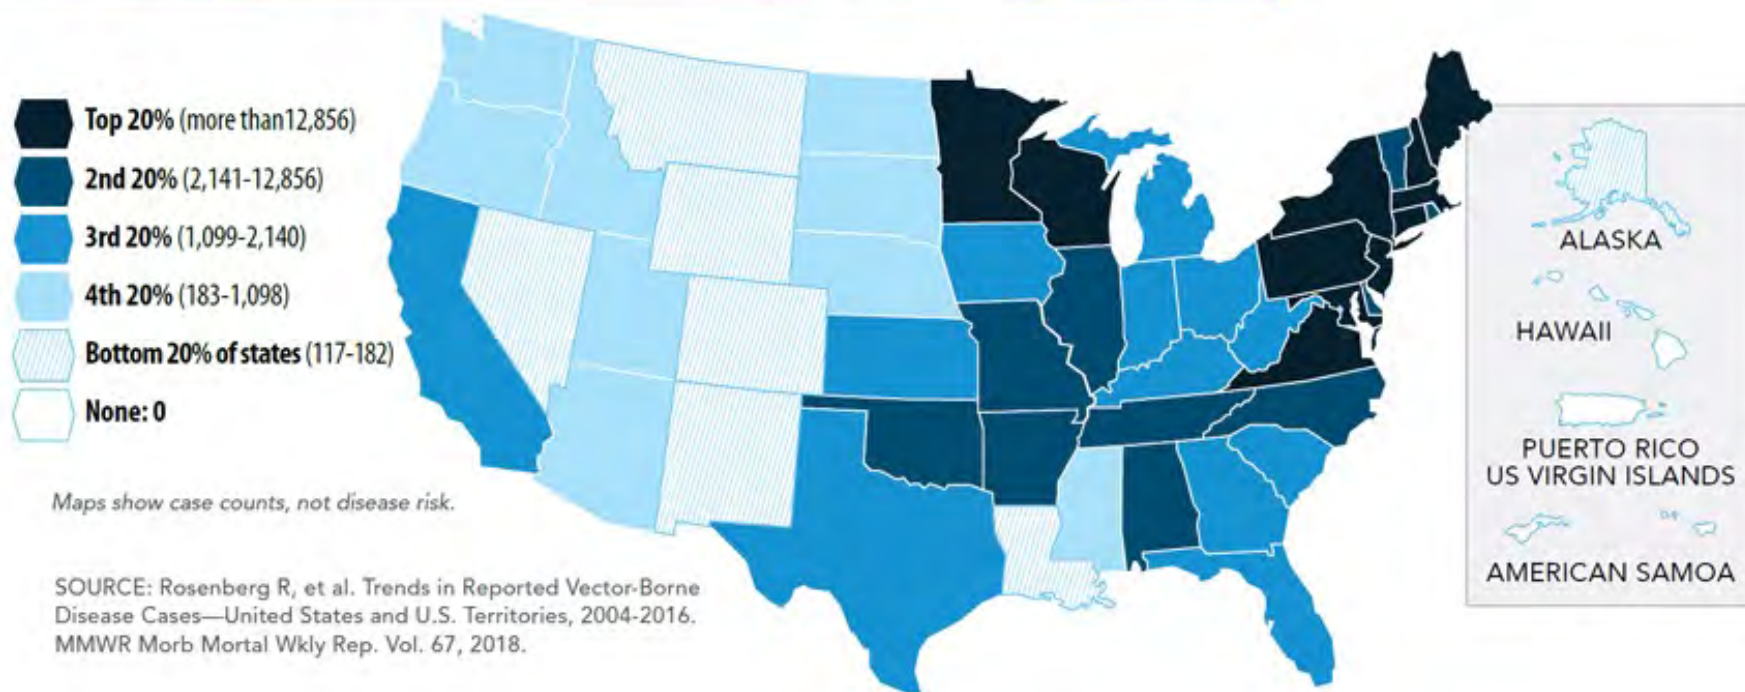 Top 20% (more than12,856)
2nd 20% (2,141-12,856)
3rd 20% (1,099-2,140)
4th 20% (183-1,098)
Bottom 20% of states (117-182)
None: 0
Maps show case counts, not disease risk.
SOURCE: Rosenberg R, et al. Trends in Reported Vector-Borne
Disease Cases—United States and U.S. Territories, 2004-2016.
MMWR Morb Mortal Wkly Rep. Vol. 67, 2018.
ALASKA
HAWAII
PUERTO RICO
US VIRGIN ISLANDS
AMERICAN SAMOA